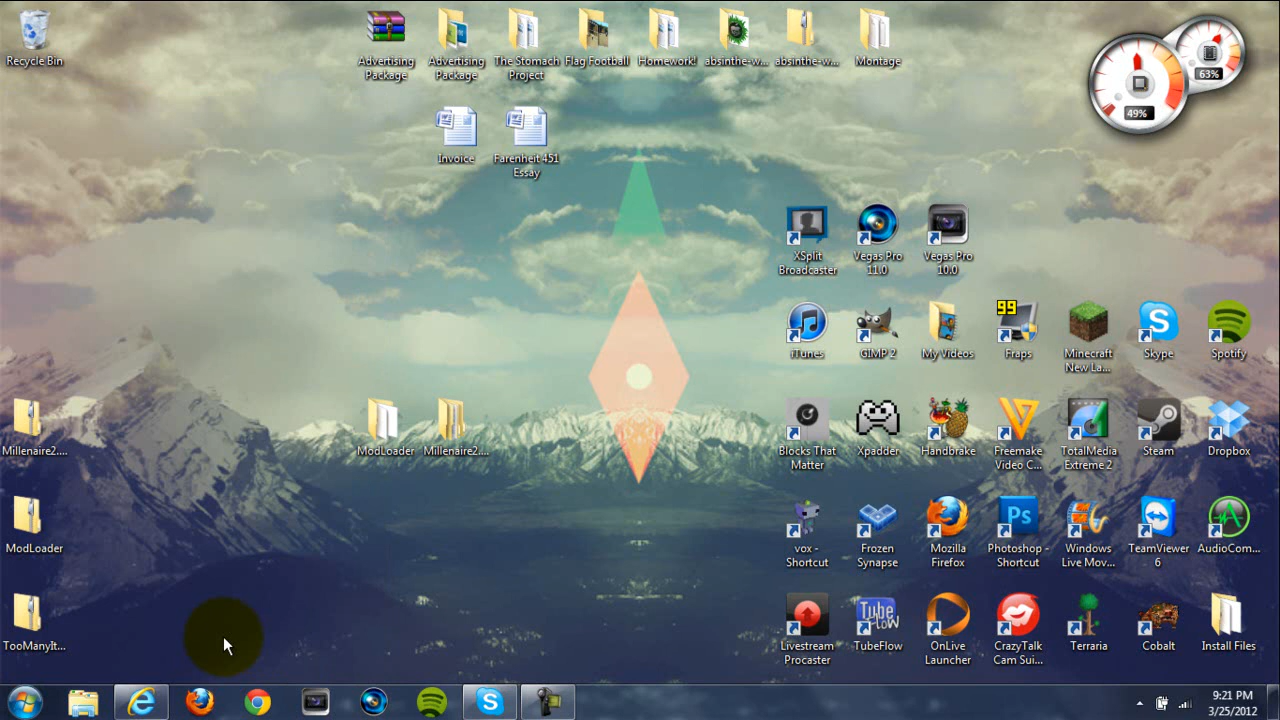 Recycle Bin
Advertising
Package
Advertising
Package
The Stomach
Project
Flag Football
Homework!
absinthe-w...
absinthe-w...
Montage
63%
49%
Invoice
Farenheit 451
Essay
XSplit
Broadcaster
Vegas Pro
11.0
Vegas Pro
10.0
iTunes
GIMP 2
My Videos
99
Fraps
Minecraft
New La...
Skype
Spotify
Millenaire2....
ModLoader
Millenaire2....
Blocks That
Matter
Xpadder
Handbrake
Freemake
Video C...
TotalMedia
Extreme 2
Steam
Dropbox
ModLoader
vox -
Shortcut
Frozen
Synapse
Mozilla
Firefox
Ps
Photoshop -
Shortcut
Windows
Live Mov...
TeamViewer
6
AudioCom...
TooManyIt...
Livestream
Procaster
Tube
Flow
TubeFlow
OnLive
Launcher
CrazyTalk
Cam Sui...
Terraria
Cobalt
Install Files
9:21 PM
3/25/2012